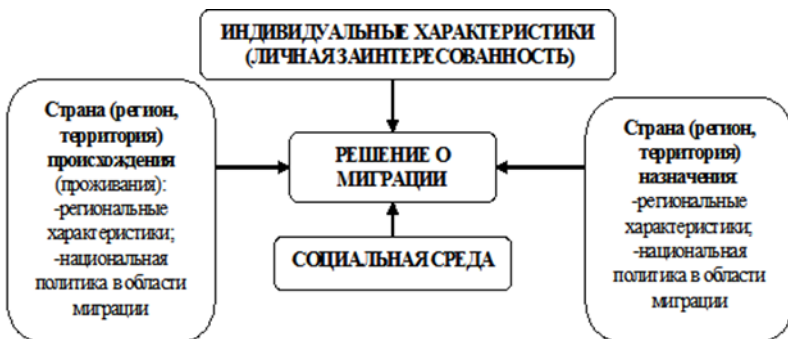 ИНДИВИДУАЛЬНЫЕ ХАРАКТЕРИСТИКИ
(ЛИЧНАЯ ЗАИНТЕРЕСОВАННОСТЬ)
Страна (регион,
территория)
происхождения
(проживания):
-региональные
характеристики;
-национальная
политика в области
миграции
РЕШЕНИЕ О
МИГРАЦИИ
СОЦИАЛЬНАЯ СРЕДА
Страна (регион,
территория)
назначения
-региональные
характеристики;
-национальная
политика в области
миграции